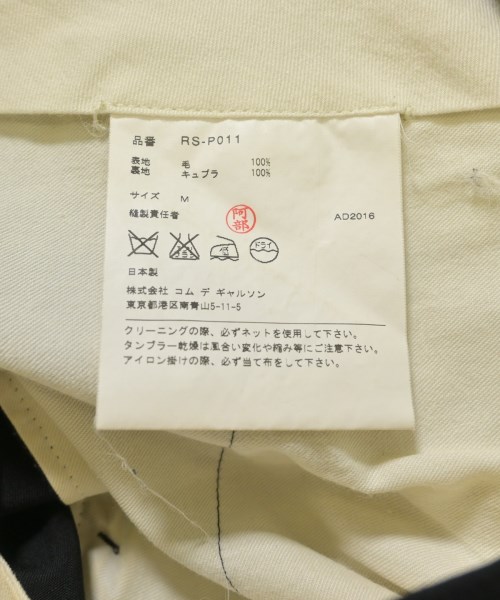 品番 RS-P011
表地 毛 100%
裏地 キュプラ 100%
サイズ M
縫製責任者 阿部 AD2016
低 ドライ
日本製
株式会社 コム デ ギャルソン
東京都港区南青山5-11-5
クリーニングの際、必ずネットを使用して下さい。
タンブラー乾燥は風合い変化や縮み等にご注意下さい。
アイロン掛けの際、必ず当て布をして下さい。